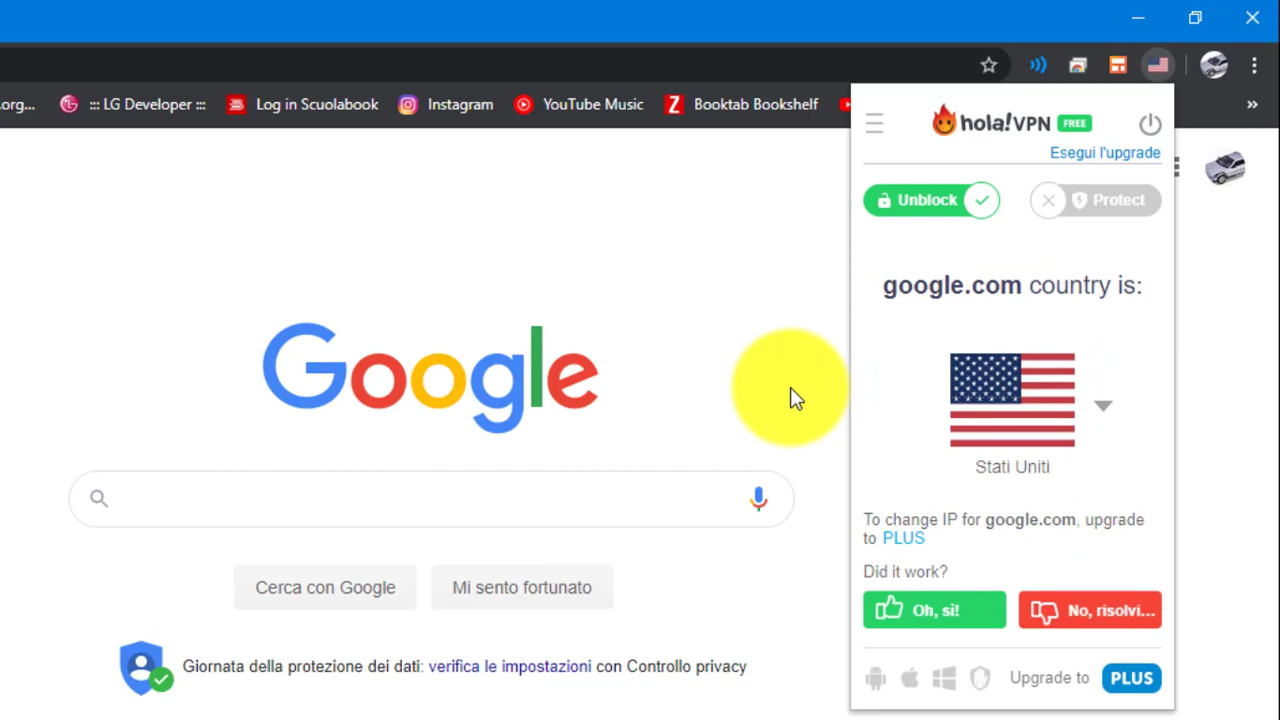 .org...
::: LG Developer :::
Log in Scuolabook
Instagram
YouTube Music
Z
Booktab Bookshelf
»
hola!VPN FREE
Esegui l'upgrade
Unblock
Protect
google.com country is:
Stati Uniti
To change IP for google.com, upgrade
to PLUS
Did it work?
Oh, sì!
No, risolvi...
Upgrade to PLUS
Google
Cerca con Google
Mi sento fortunato
Giornata della protezione dei dati: verifica le impostazioni con Controllo privacy